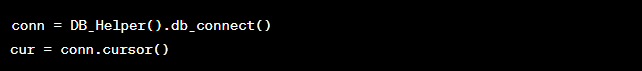 conn = DB_Helper().db_connect()
cur = conn.cursor()